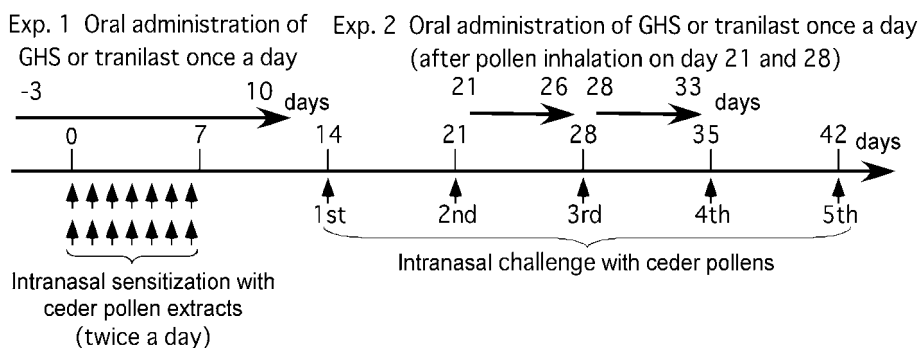 Exp. 1 Oral administration of
GHS or tranilast once a day
Exp. 2 Oral administration of GHS or tranilast once a day
(after pollen inhalation on day 21 and 28)
-3 10 days
21 26 28 33
0 7 14 21 28 35 42 days
1st 2nd 3rd 4th 5th
Intranasal sensitization with
ceder pollen extracts
(twice a day)
Intranasal challenge with ceder pollens